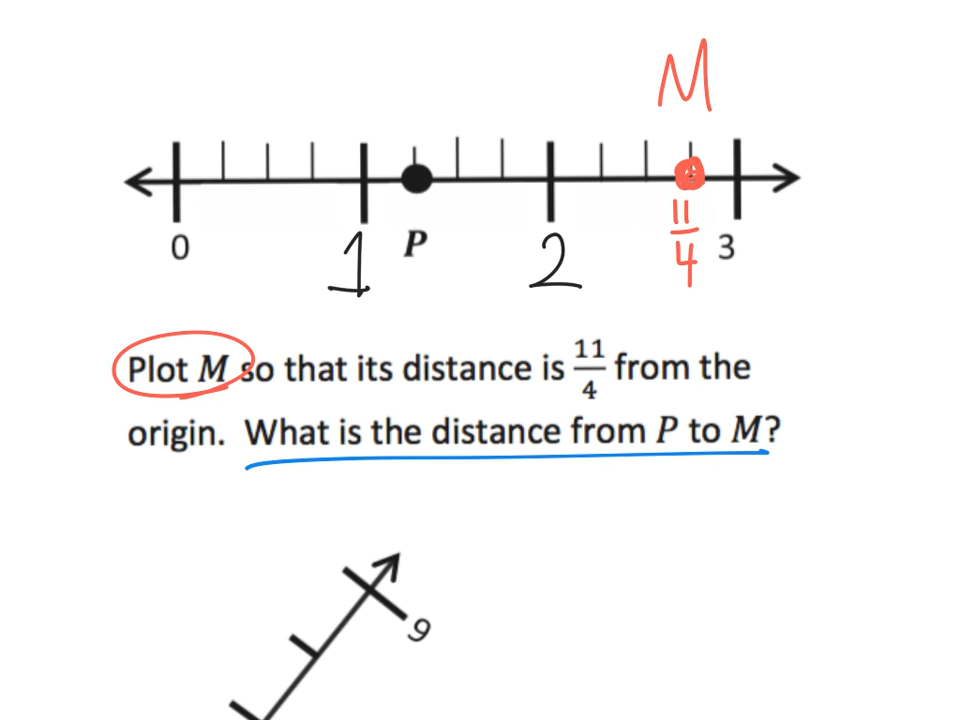 M
0 1 P 2 11/4 3
Plot M so that its distance is 11/4 from the
origin. What is the distance from P to M?
9